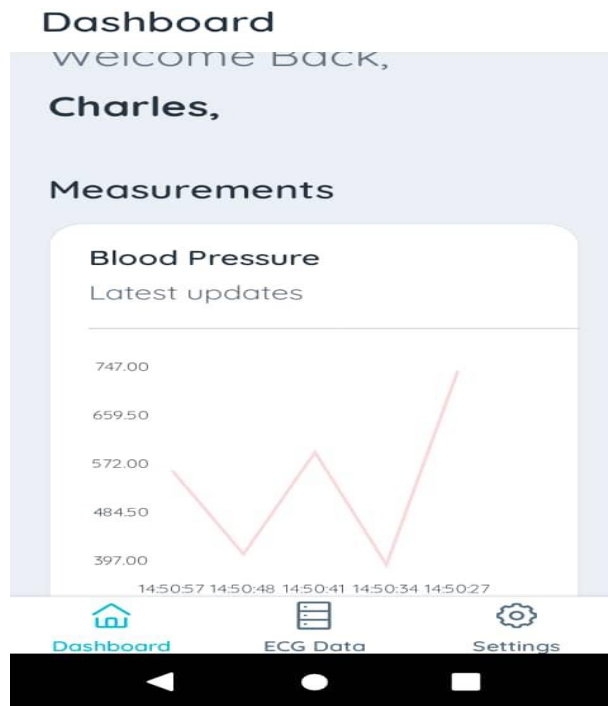 Dashboard
Welcome Back,
Charles,
Measurements
Blood Pressure
Latest updates
747.00
659.50
572.00
484.50
397.00
14:50:57 14:50:48 14:50:41 14:50:34 14:50:27
Dashboard ECG Data Settings